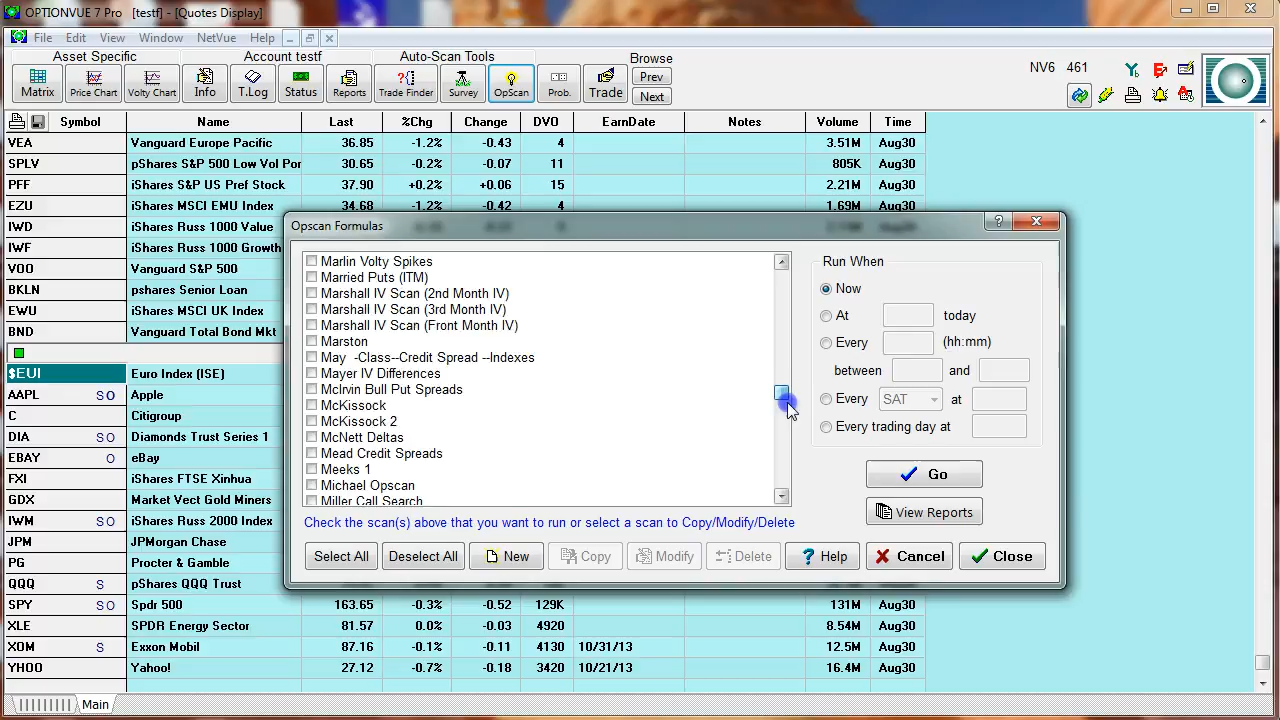 OPTIONVUE 7 Pro [testf] - [Quotes Display]
File Edit View Window NetVue Help
Asset Specific Account testf Auto-Scan Tools Browse
Matrix Price Chart Volty Chart Info T.Log Status Reports Trade Finder Survey OpScan Prob. Trade Prev Next
NV6 461
Symbol Name Last %Chg Change DVO EarnDate Notes Volume Time
VEA Vanguard Europe Pacific 36.85 -1.2% -0.43 4 3.51M Aug30
SPLV pShares S&P 500 Low Vol Por 30.65 -0.2% -0.07 11 805K Aug30
PFF iShares S&P US Pref Stock 37.90 +0.2% +0.06 15 2.21M Aug30
EZU iShares MSCI EMU Index 34.68 -1.2% -0.42 4 1.69M Aug30
IWD iShares Russ 1000 Value
IWF iShares Russ 1000 Growth
VOO Vanguard S&P 500
BKLN pshares Senior Loan
EWU iShares MSCI UK Index
BND Vanguard Total Bond Mkt
$EUI Euro Index (ISE)
AAPL S O Apple
C Citigroup
DIA S O Diamonds Trust Series 1
EBAY O eBay
FXI iShares FTSE Xinhua
GDX Market Vect Gold Miners
IWM S O iShares Russ 2000 Index
JPM JPMorgan Chase
PG Procter & Gamble
QQQ S pShares QQQ Trust
SPY S O Spdr 500 163.65 -0.3% -0.52 129K 131M Aug30
XLE SPDR Energy Sector 81.57 0.0% -0.03 4920 8.54M Aug30
XOM S Exxon Mobil 87.16 -0.1% -0.11 4130 10/31/13 12.5M Aug30
YHOO Yahoo! 27.12 -0.7% -0.18 3420 10/21/13 16.4M Aug30
Main
Opscan Formulas
Marlin Volty Spikes
Married Puts (ITM)
Marshall IV Scan (2nd Month IV)
Marshall IV Scan (3rd Month IV)
Marshall IV Scan (Front Month IV)
Marston
May -Class--Credit Spread --Indexes
Mayer IV Differences
McIrvin Bull Put Spreads
McKissock
McKissock 2
McNett Deltas
Mead Credit Spreads
Meeks 1
Michael Opscan
Miller Call Search
Run When
Now
At today
Every (hh:mm)
between and
Every SAT at
Every trading day at
Go
View Reports
Check the scan(s) above that you want to run or select a scan to Copy/Modify/Delete
Select All Deselect All New Copy Modify Delete Help Cancel Close